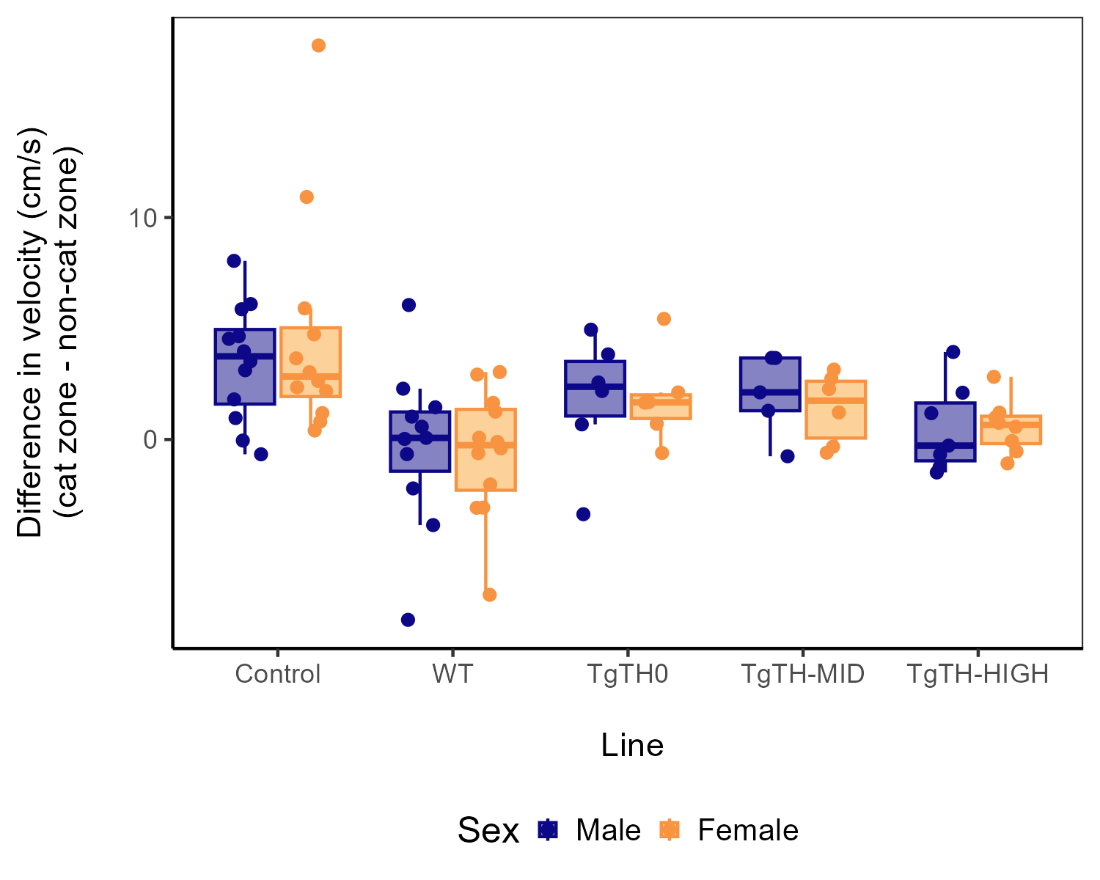 Difference in velocity (cm/s)
(cat zone - non-cat zone)
10
0
Control WT TgTH0 TgTH-MID TgTH-HIGH
Line
Sex Male Female